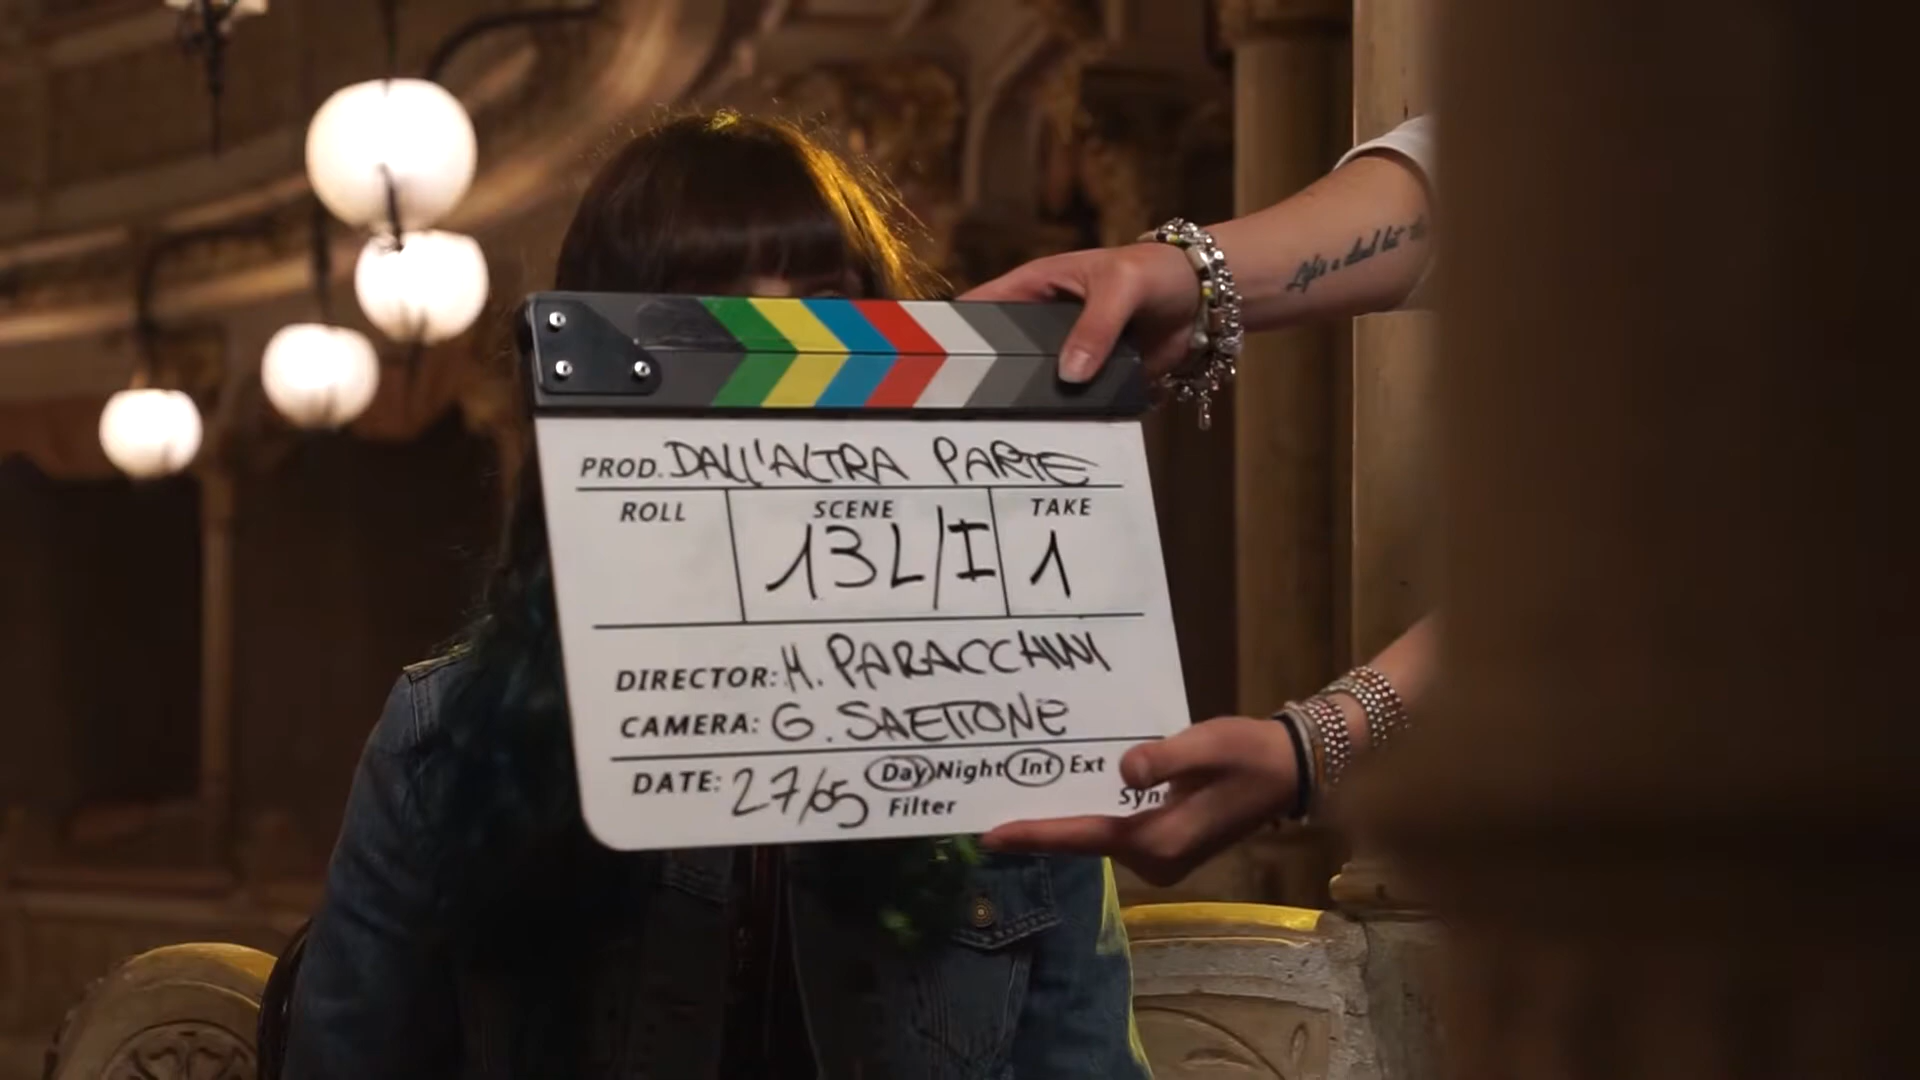 Life's a
PROD. DALL'ALTRA PARTE
ROLL SCENE TAKE
13L/I 1
DIRECTOR: M. PARACCHINI
CAMERA: G. SAETTONE
DATE: 27/05 Day Night Int Ext
Filter